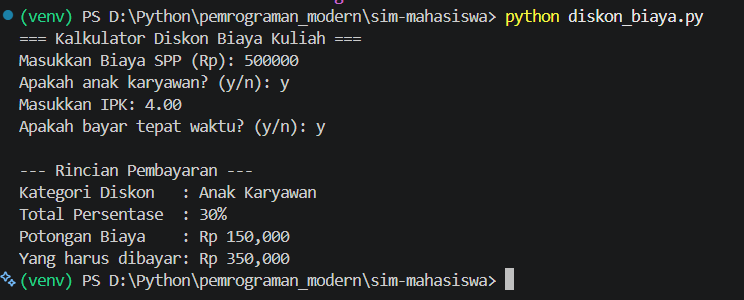 (venv) PS D:\Python\pemrograman_modern\sim-mahasiswa> python diskon_biaya.py
=== Kalkulator Diskon Biaya Kuliah ===
Masukkan Biaya SPP (Rp): 500000
Apakah anak karyawan? (y/n): y
Masukkan IPK: 4.00
Apakah bayar tepat waktu? (y/n): y

--- Rincian Pembayaran ---
Kategori Diskon   : Anak Karyawan
Total Persentase  : 30%
Potongan Biaya    : Rp 150,000
Yang harus dibayar: Rp 350,000
(venv) PS D:\Python\pemrograman_modern\sim-mahasiswa>